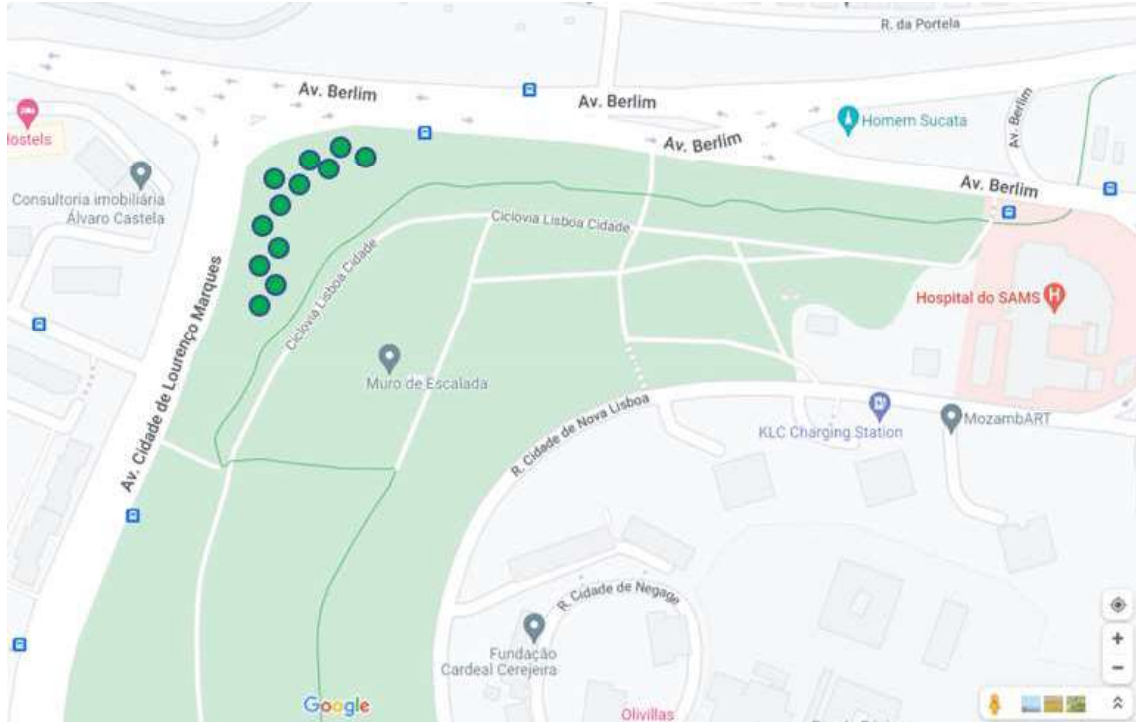 R. da Portela
Av. Berlim
Av. Berlim
Av. Berlim
Av. Berlim
Av. Berlim
Homem Sucata
Hostels
Consultoria imobiliária
Álvaro Castela
Ciclovia Lisboa Cidade
Ciclovia Lisboa Cidade
Av. Cidade de Lourenço Marques
Hospital do SAMS
H
Muro de Escalada
R. Cidade de Nova Lisboa
KLC Charging Station
MozambART
R. Cidade de Negage
Fundação
Cardeal Cerejeira
Google
Olivillas